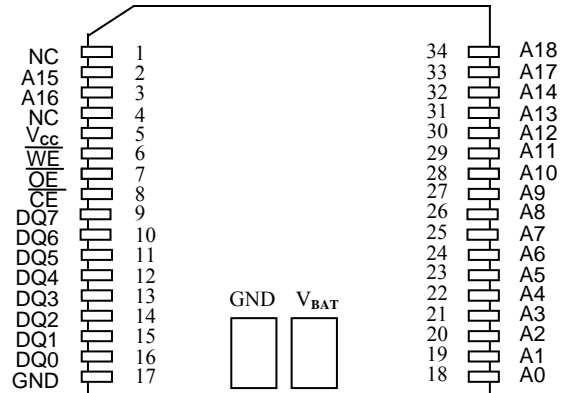 NC 1 34 A18
A15 2 33 A17
A16 3 32 A14
NC 4 31 A13
VCC 5 30 A12
WE 6 29 A11
OE 7 28 A10
CE 8 27 A9
DQ7 9 26 A8
DQ6 10 25 A7
DQ5 11 24 A6
DQ4 12 23 A5
DQ3 13 22 A4
DQ2 14 21 A3
DQ1 15 20 A2
DQ0 16 19 A1
GND 17 18 A0
GND VBAT